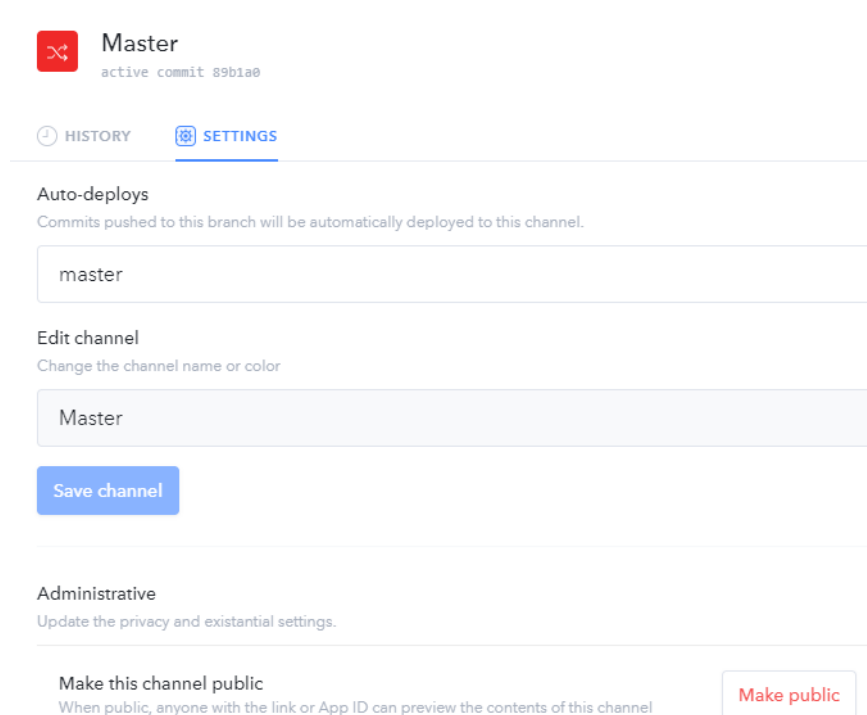 Master
active commit 89b1a0
HISTORY SETTINGS
Auto-deploys
Commits pushed to this branch will be automatically deployed to this channel.
master
Edit channel
Change the channel name or color
Master
Save channel
Administrative
Update the privacy and existantial settings.
Make this channel public
Make public
When public, anyone with the link or App ID can preview the contents of this channel